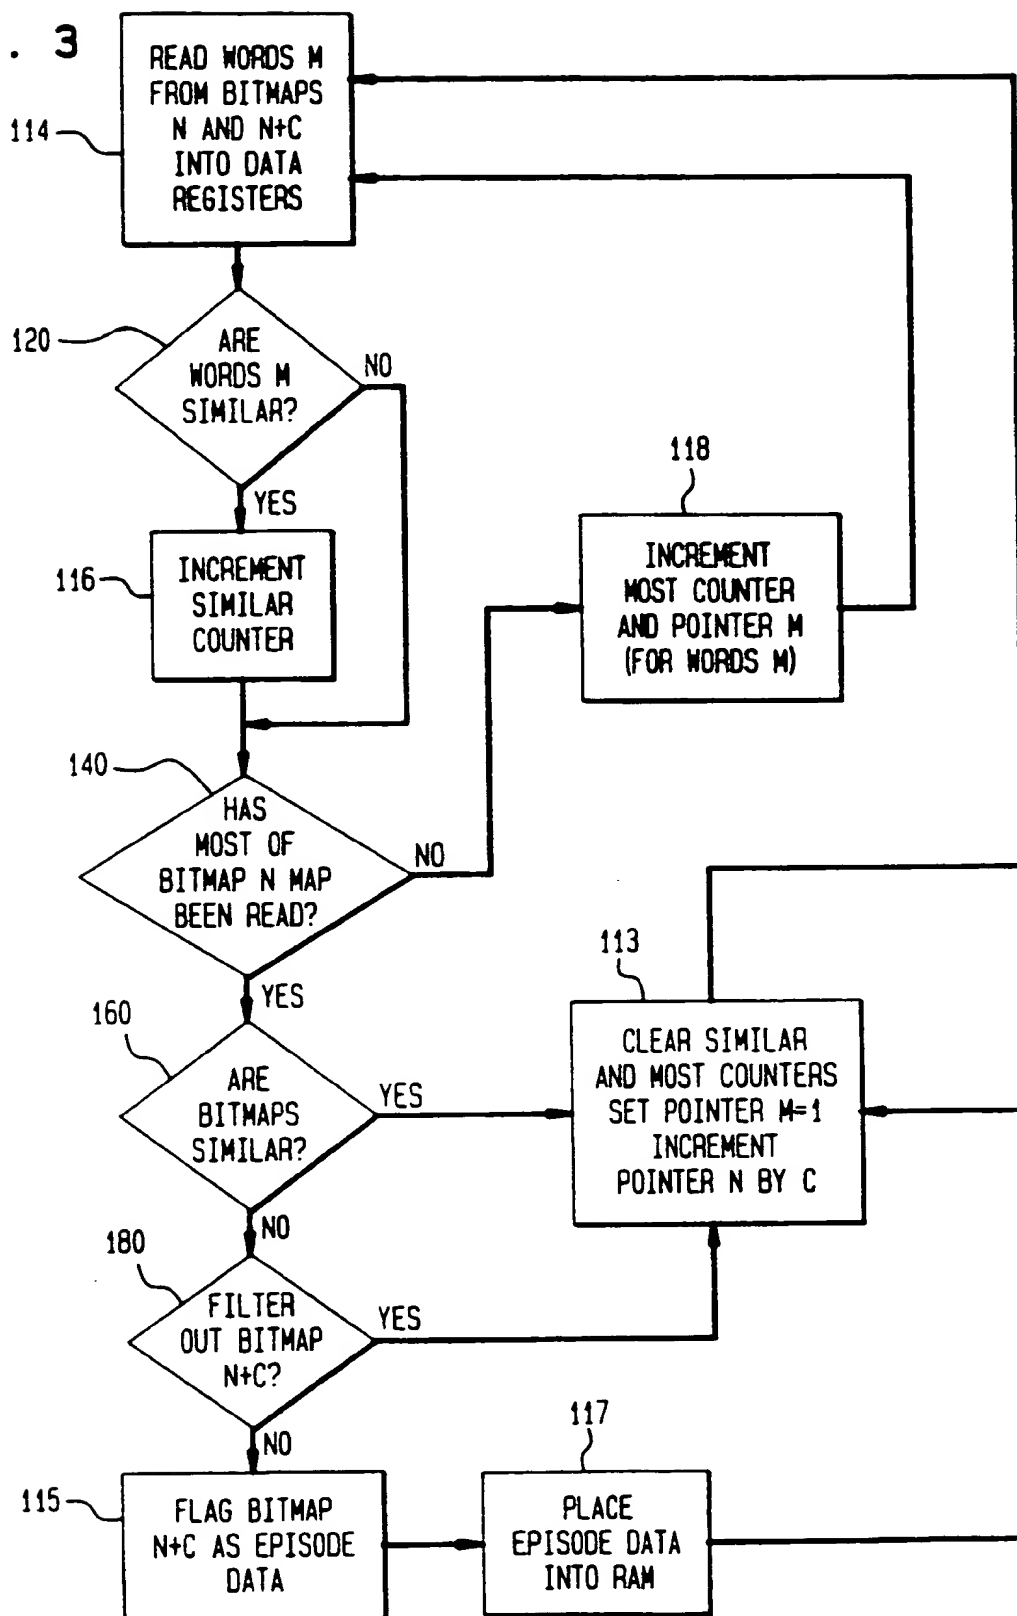 . 3
READ WORDS M
FROM BITMAPS
N AND N+C
INTO DATA
REGISTERS
114
120
ARE
WORDS M
SIMILAR?
NO
YES
116
INCREMENT
SIMILAR
COUNTER
118
INCREMENT
MOST COUNTER
AND POINTER M
(FOR WORDS M)
140
HAS
MOST OF
BITMAP N MAP
BEEN READ?
NO
YES
113
CLEAR SIMILAR
AND MOST COUNTERS
SET POINTER M=1
INCREMENT
POINTER N BY C
160
ARE
BITMAPS
SIMILAR?
YES
NO
180
FILTER
OUT BITMAP
N+C?
YES
NO
115
FLAG BITMAP
N+C AS EPISODE
DATA
117
PLACE
EPISODE DATA
INTO RAM